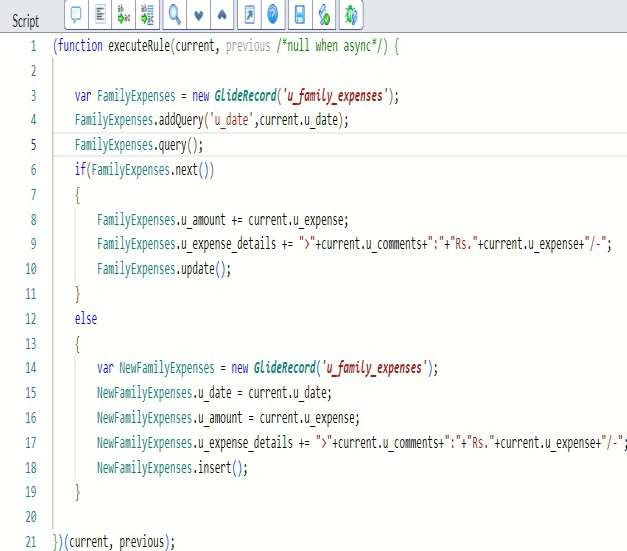 Script
1 (function executeRule(current, previous /*null when async*/) {
2
3 var FamilyExpenses = new GlideRecord('u_family_expenses');
4 FamilyExpenses.addQuery('u_date',current.u_date);
5 FamilyExpenses.query();
6 if(FamilyExpenses.next())
7 {
8 FamilyExpenses.u_amount += current.u_expense;
9 FamilyExpenses.u_expense_details += ">"+current.u_comments+":"+"Rs."+current.u_expense+"/-";
10 FamilyExpenses.update();
11 }
12 else
13 {
14 var NewFamilyExpenses = new GlideRecord('u_family_expenses');
15 NewFamilyExpenses.u_date = current.u_date;
16 NewFamilyExpenses.u_amount = current.u_expense;
17 NewFamilyExpenses.u_expense_details += ">"+current.u_comments+":"+"Rs."+current.u_expense+"/-";
18 NewFamilyExpenses.insert();
19 }
20
21 })(current, previous);